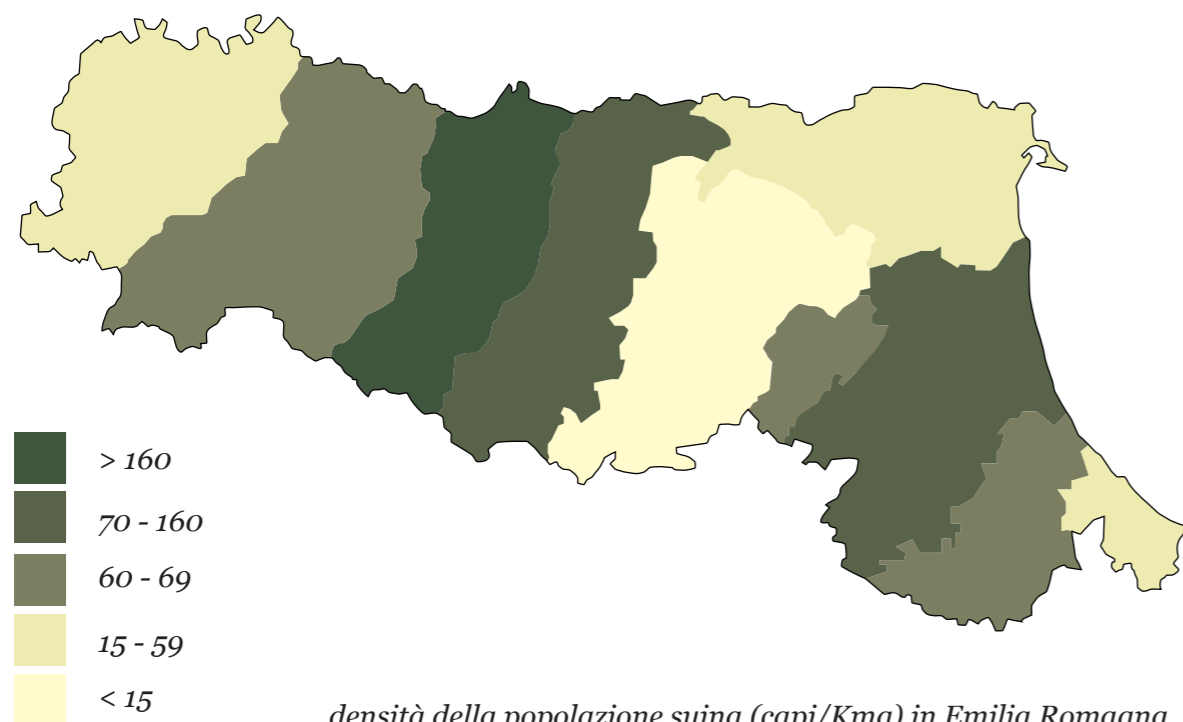 > 160
70 - 160
60 - 69
15 - 59
< 15
densità della popolazione suina (capi/Kmq) in Emilia Romagna